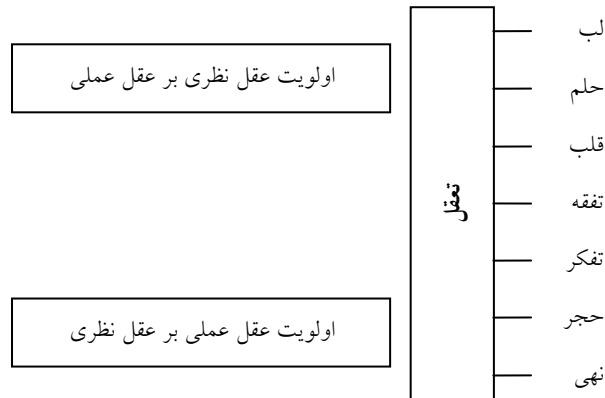 لب
حلم
قلب
تفقه
تفکر
حجر
نهی
تعقل
اولویت عقل نظری بر عقل عملی
اولویت عقل عملی بر عقل نظری